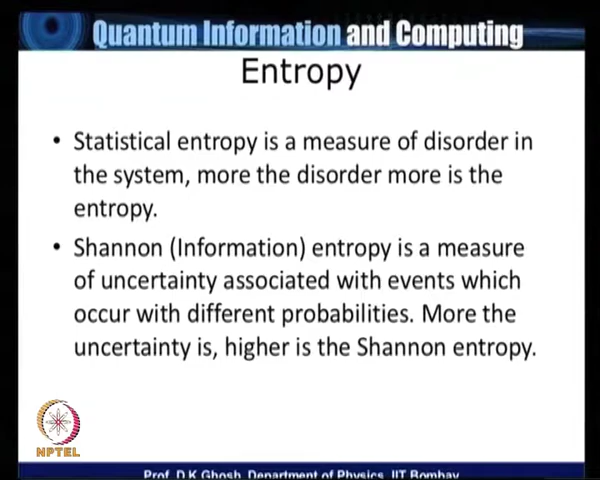 Quantum Information and Computing
Entropy
• Statistical entropy is a measure of disorder in
the system, more the disorder more is the
entropy.
• Shannon (Information) entropy is a measure
of uncertainty associated with events which
occur with different probabilities. More the
uncertainty is, higher is the Shannon entropy.
NPTEL
Prof. D K Ghosh, Department of Physics, IIT Bombay